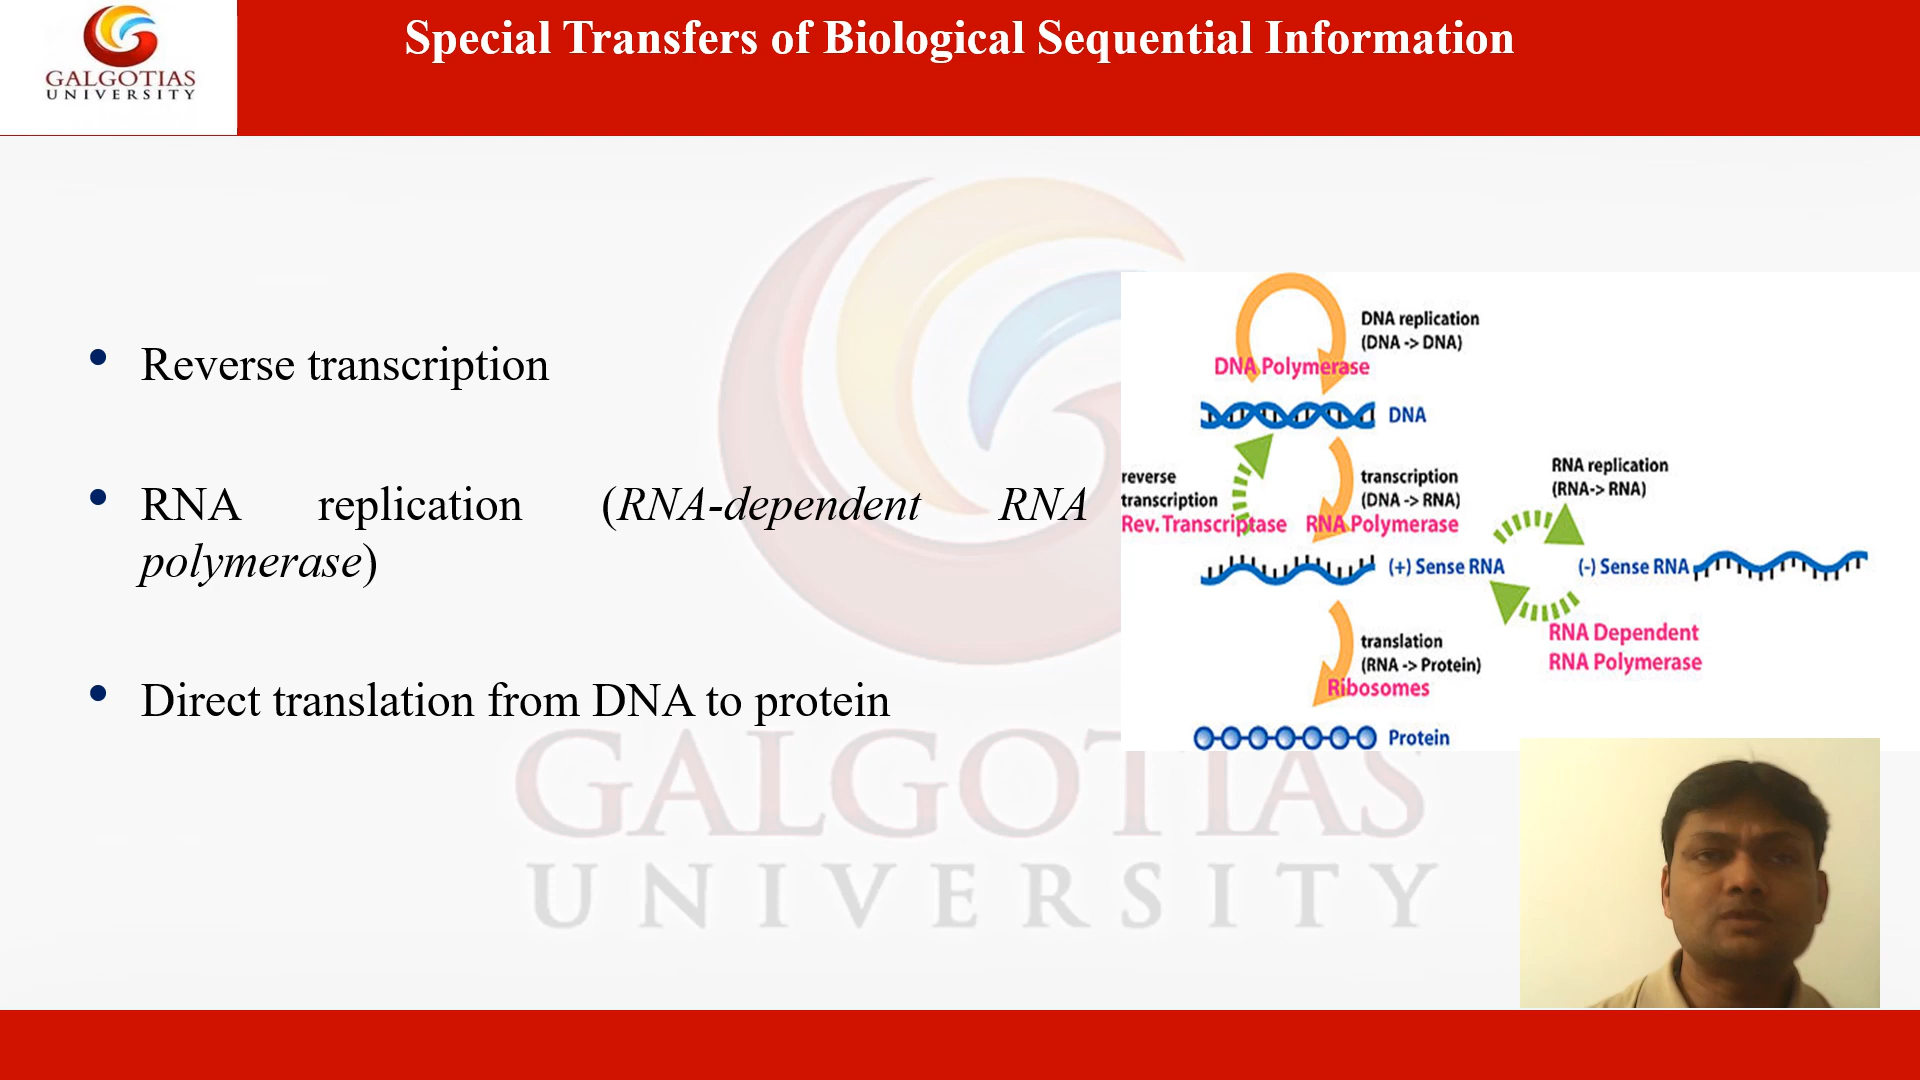 GALGOTIAS
UNIVERSITY
Special Transfers of Biological Sequential Information
• Reverse transcription
• RNA replication (RNA-dependent RNA
polymerase)
• Direct translation from DNA to protein
DNA replication
(DNA -> DNA)
DNA Polymerase
DNA
reverse
transcription
Rev. Transcriptase
transcription
(DNA -> RNA)
RNA Polymerase
RNA replication
(RNA-> RNA)
(+) Sense RNA
(-) Sense RNA
RNA Dependent
RNA Polymerase
translation
(RNA -> Protein)
Ribosomes
Protein
GALGOTIAS
UNIVERSITY